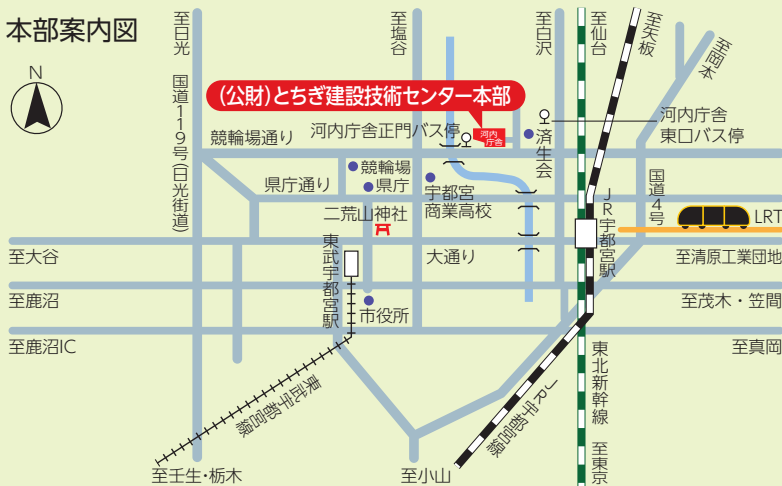 本部案内図
N
至日光
国道119号(日光街道)
至塩谷
至白沢
至仙台
至矢板
至岡本
(公財)とちぎ建設技術センター本部
競輪場通り
河内庁舎正門バス停
河内
庁舎
済生会
河内庁舎
東口バス停
競輪場
県庁通り
県庁
宇都宮
商業高校
国道4号
二荒山神社
JR宇都宮駅
LRT
至大谷
東武宇都宮駅
大通り
至清原工業団地
至鹿沼
市役所
至茂木・笠間
至鹿沼IC
至真岡
東武宇都宮線
JR宇都宮線
東北新幹線
至壬生・栃木
至小山
至東京